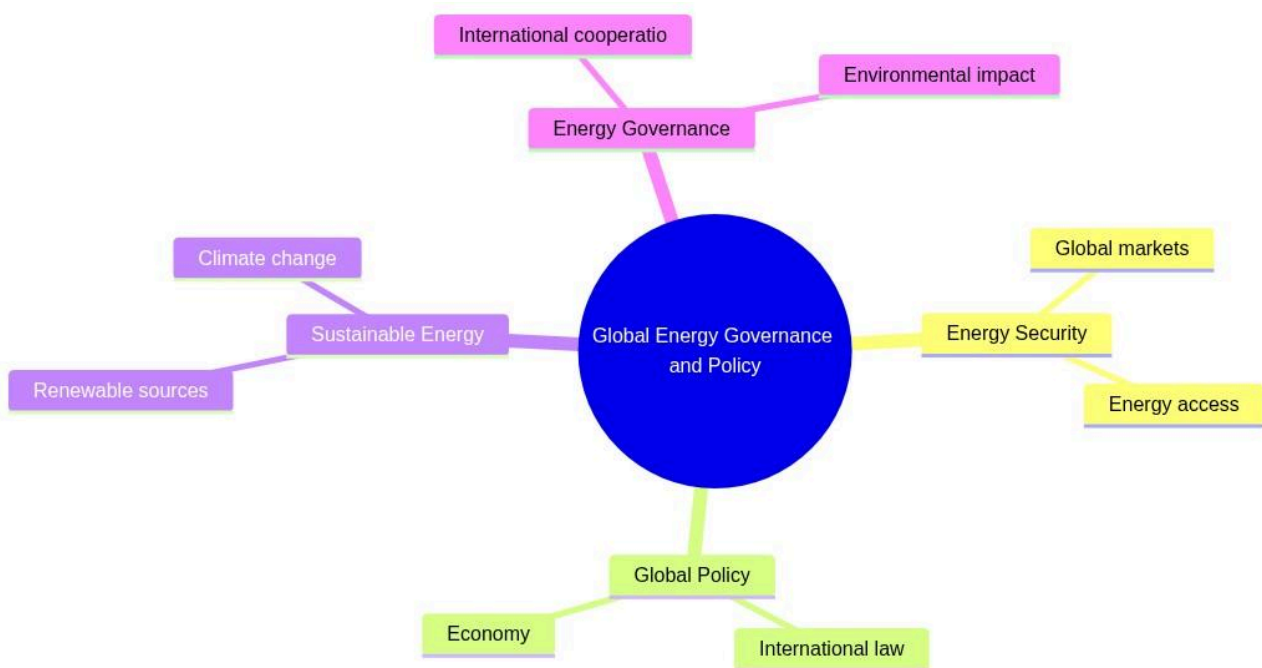 International cooperatio
Environmental impact
Energy Governance
Climate change
Global markets
Sustainable Energy
Global Energy Governance
and Policy
Energy Security
Renewable sources
Energy access
Global Policy
Economy
International law